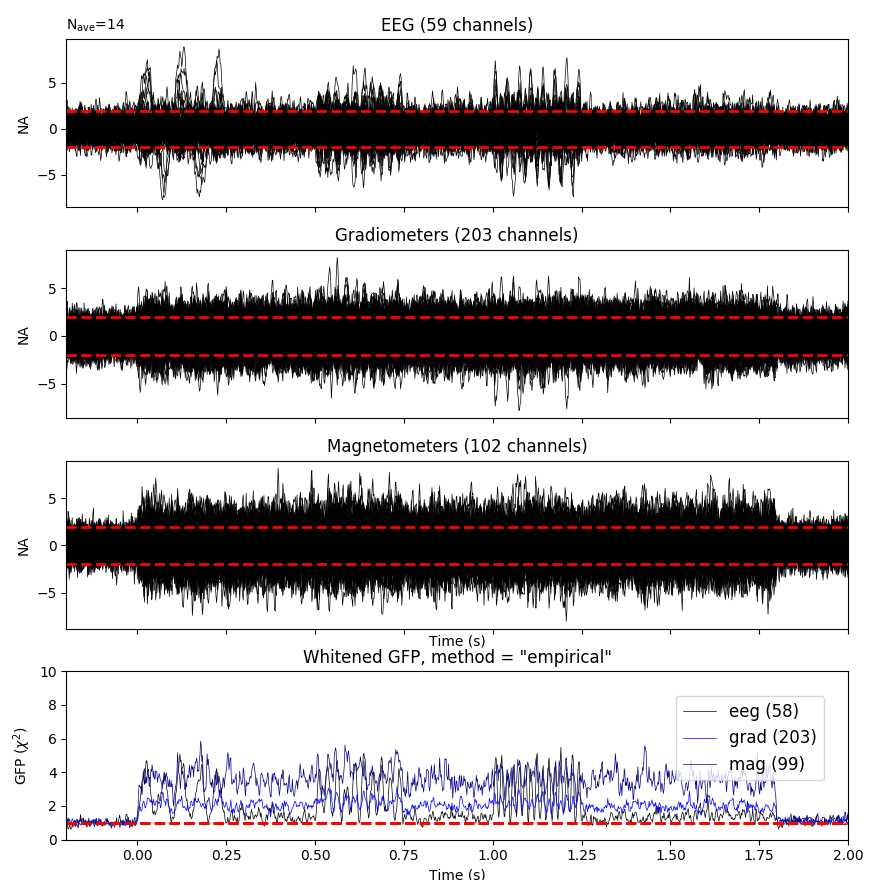 Nave=14
EEG (59 channels)
NA
5
0
−5
Gradiometers (203 channels)
NA
5
0
−5
Magnetometers (102 channels)
NA
5
0
−5
Time (s)
Whitened GFP, method = "empirical"
GFP (χ²)
10
8
6
4
2
0
eeg (58)
grad (203)
mag (99)
0.00 0.25 0.50 0.75 1.00 1.25 1.50 1.75 2.00
Time (s)